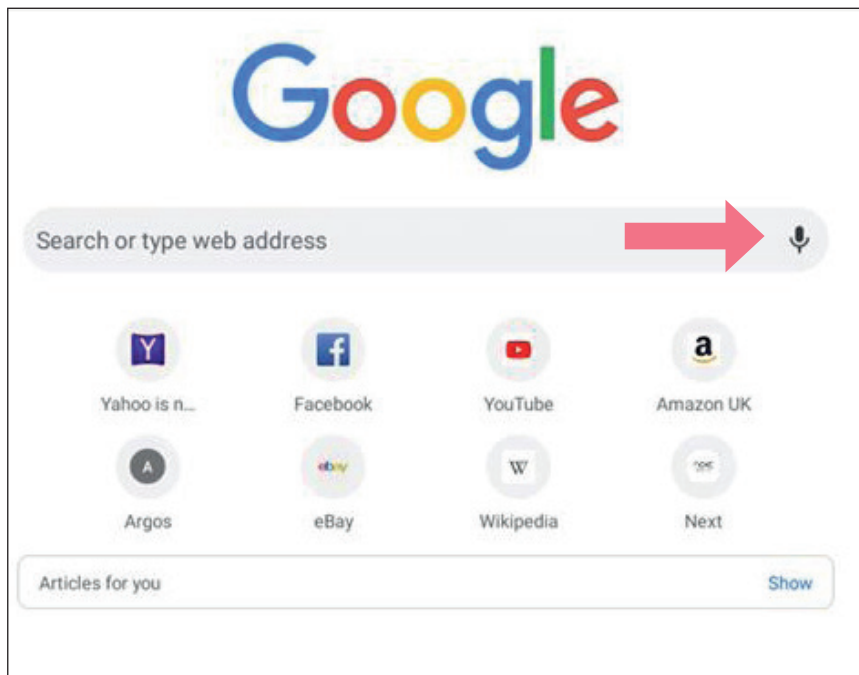 Google
Search or type web address
Y
f
a
Yahoo is n...
Facebook
YouTube
Amazon UK
A
ebay
W
Argos
eBay
Wikipedia
Next
Articles for you
Show